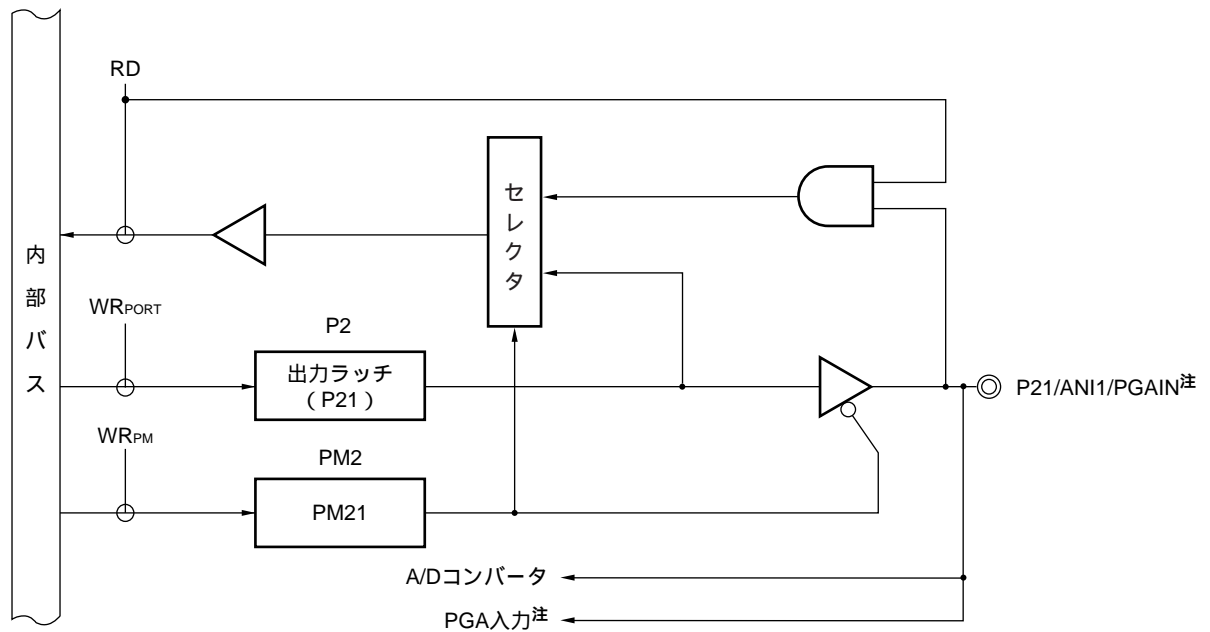 RD
セレクタ
内部バス
WRPORT
P2
出力ラッチ
（P21）
P21/ANI1/PGAIN注
WRPM
PM2
PM21
A/Dコンバータ
PGA入力注